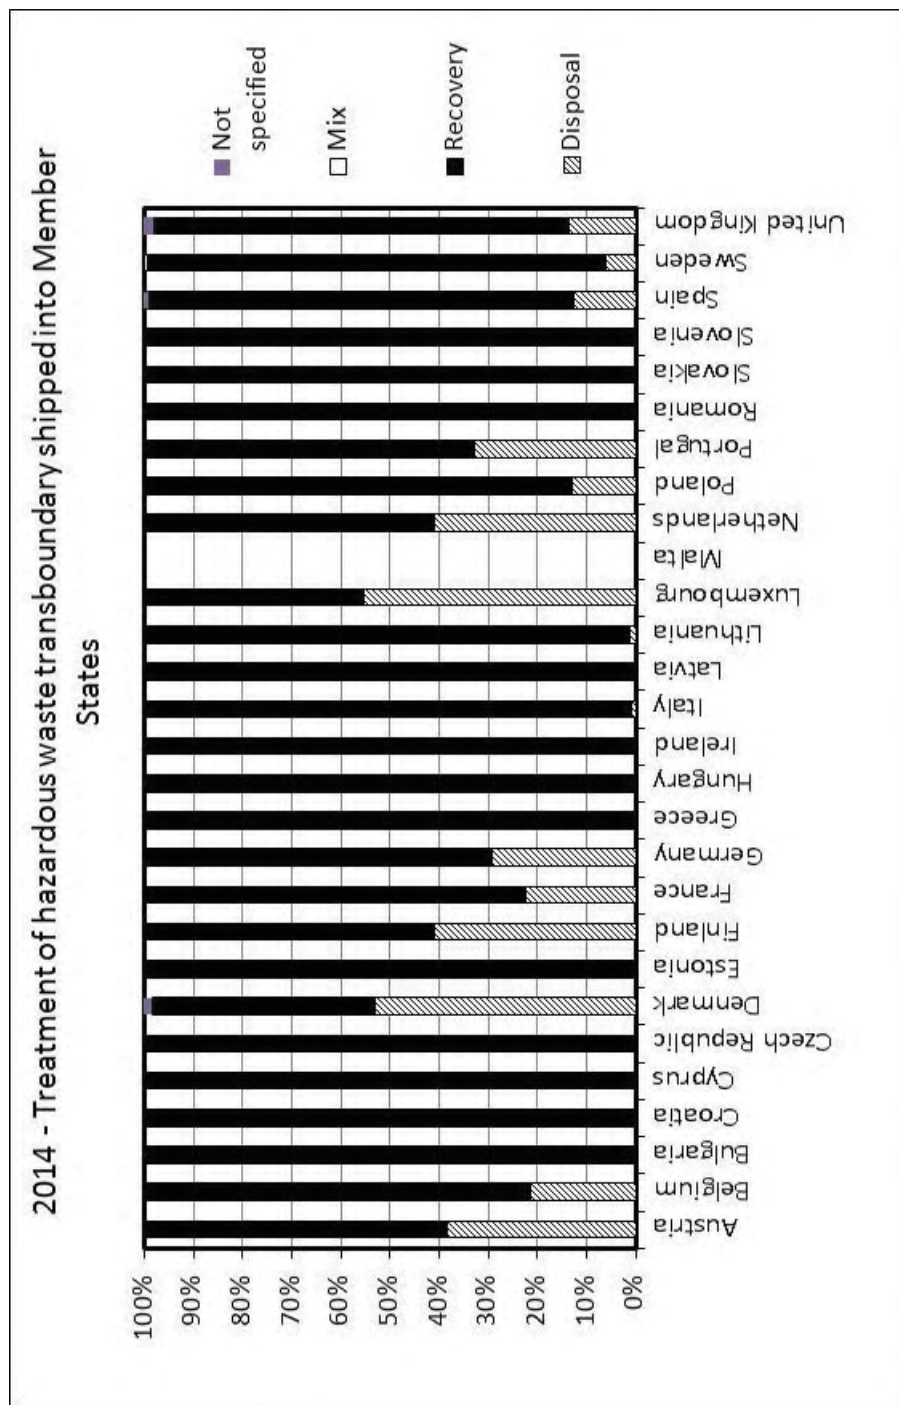 2014 - Treatment of hazardous waste transboundary shipped into Member
States
100%
90%
80%
70%
60%
50%
40%
30%
20%
10%
0%
Austria
Belgium
Bulgaria
Croatia
Cyprus
Czech Republic
Denmark
Estonia
Finland
France
Germany
Greece
Hungary
Ireland
Italy
Latvia
Lithuania
Luxembourg
Malta
Netherlands
Poland
Portugal
Romania
Slovakia
Slovenia
Spain
Sweden
United Kingdom
Not
specified
Mix
Recovery
Disposal